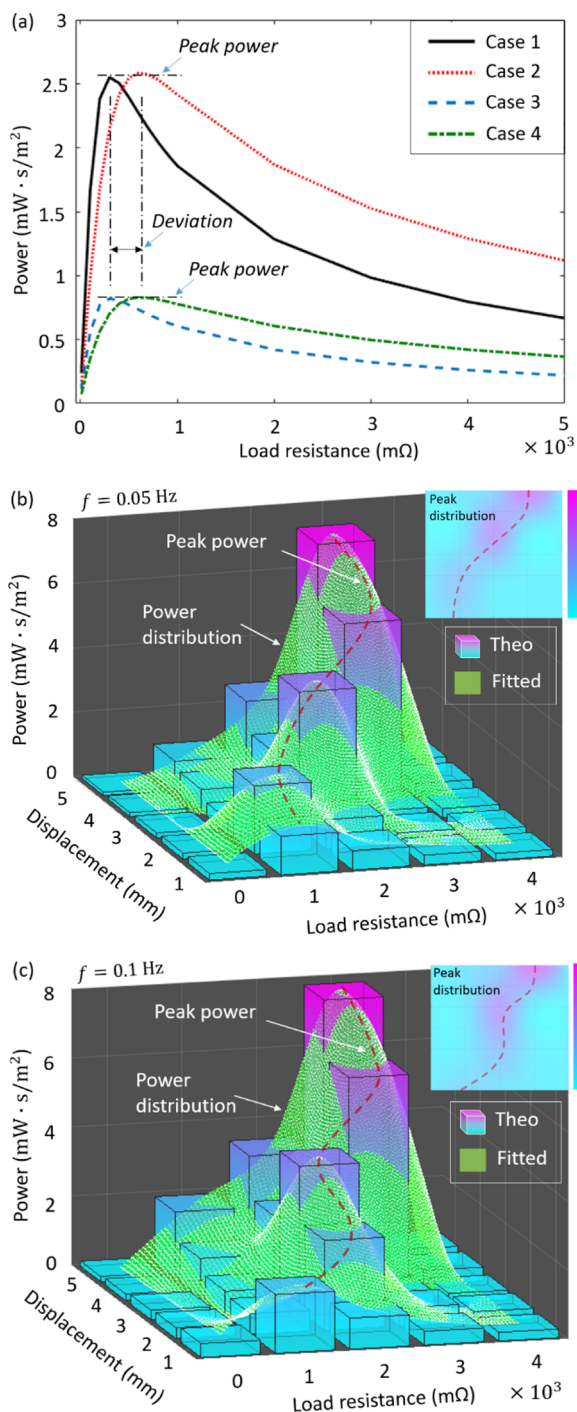 (a)
3
2.5
2
1.5
1
0.5
0
Power (mW · s/m²)
Peak power
Deviation
Peak power
Case 1
Case 2
Case 3
Case 4
0 1 2 3 4 5
Load resistance (mΩ) × 10³
(b)
f = 0.05 Hz
8
6
4
2
0
Power (mW · s/m²)
Peak power
Power
distribution
Peak
distribution
Theo
Fitted
5
4
3
2
1
Displacement (mm)
0 1 2 3 4
Load resistance (mΩ) × 10³
(c)
f = 0.1 Hz
8
6
4
2
0
Power (mW · s/m²)
Peak power
Power
distribution
Peak
distribution
Theo
Fitted
5
4
3
2
1
Displacement (mm)
0 1 2 3 4
Load resistance (mΩ) × 10³